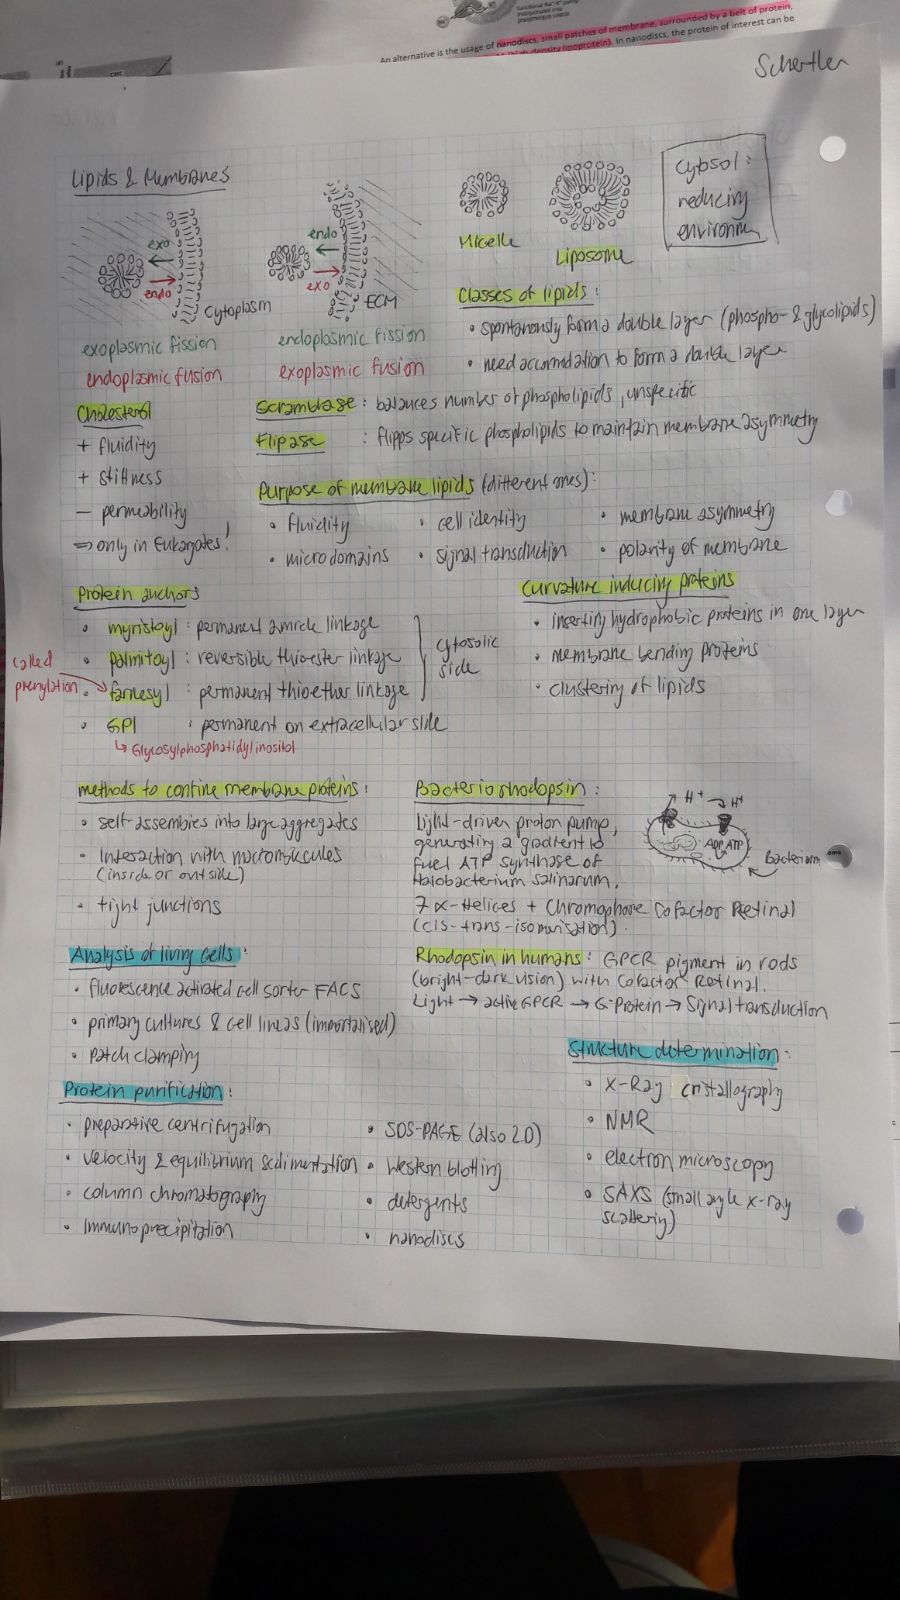 An alternative is the usage of nanodiscs, small patches of membrane, surrounded by a belt of protein,
density lipoprotein). In nanodiscs, the protein of interest can be
Schertler
Lipids & Membranes
exo
endo
Cytoplasm
exoplasmic fission
endoplasmic fusion
endo
exo
ECM
endoplasmic fission
exoplasmic fusion
Micelle
Liposome
Cytosol:
reducing
environm
Classes of lipids:
• spontanously form a double layer (phospho- & glycolipids)
• need accomdation to form a double layer
Cholesterol
+ fluidity
+ stiffness
− permeability
⇒ only in Eukaryates!
Scramblase: balances number of phospholipids, unspecific
Flipase : flipps specific phospholipids to maintain membrane asymmetry
Purpose of membrane lipids (different ones):
• fluidity
• microdomains
• cell identity
• signal transduction
• membrane asymmetry
• polarity of membrane
Protein anchors
• myristoyl: permanent amide linkage
• palmitoyl: reversible thioester linkage
• farnesyl: permanent thioether linkage
cytosolic
side
called
prenylation
• GPI : permanent on extracellular side
↳ Glycosylphosphatidylinositol
Curvature inducing proteins
• inserting hydrophobic proteins in one layer
• membrane bending proteins
• clustering of lipids
methods to confine membrane proteins:
• self-assemblies into large aggregates
• Interaction with macromolecules
(inside or outside)
• tight junctions
Bacteriorhodopsin:
Light-driven proton pump,
generating a gradient to
fuel ATP synthase of
Halobacterium Salinarum.
7 α-Helices + Chromophore Cofactor Retinal
(cis-trans-isomerisation).
H+ → H+
ADP ATP
Bacterium
Rhodopsin in humans: GPCR pigment in rods
(bright-dark vision) with Cofactor Retinal.
Light → active GPCR → G-Protein → Signal transduction
Analysis of living cells:
• fluorescence activated cell sorter FACS
• primary cultures & cell lines (immortalised)
• Patch clamping
Protein purification:
• preparative centrifugation
• velocity & equilibrium sedimentation
• column chromatography
• Immunoprecipitation
• SDS-PAGE (also 2D)
• Western blotting
• detergents
• nanodiscs
Structure determination:
• X-Ray cristallography
• NMR
• electron microscopy
• SAXS (small angle x-ray
scattering)